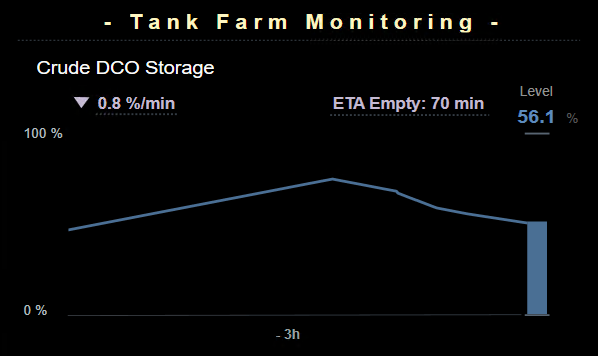 - Tank Farm Monitoring -
Crude DCO Storage
Level
▼ 0.8 %/min
ETA Empty: 70 min
56.1 %
100 %
0 %
- 3h